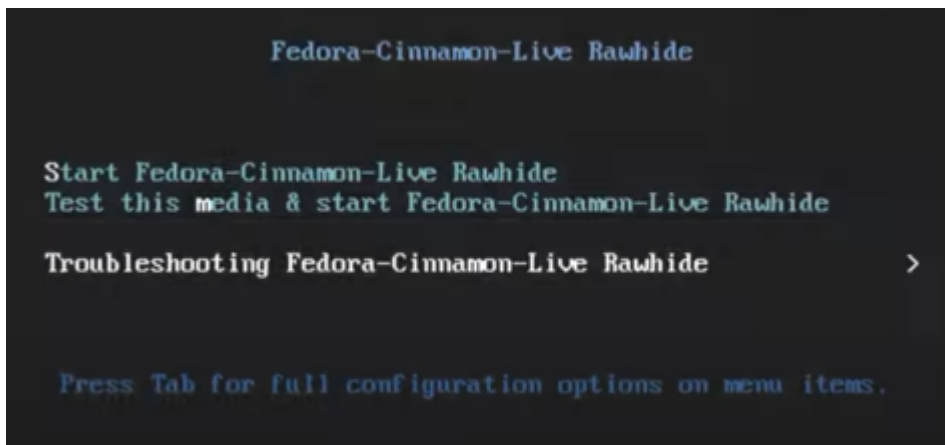 Fedora-Cinnamon-Live Rawhide
Start Fedora-Cinnamon-Live Rawhide
Test this media & start Fedora-Cinnamon-Live Rawhide
Troubleshooting Fedora-Cinnamon-Live Rawhide >
Press Tab for full configuration options on menu items.